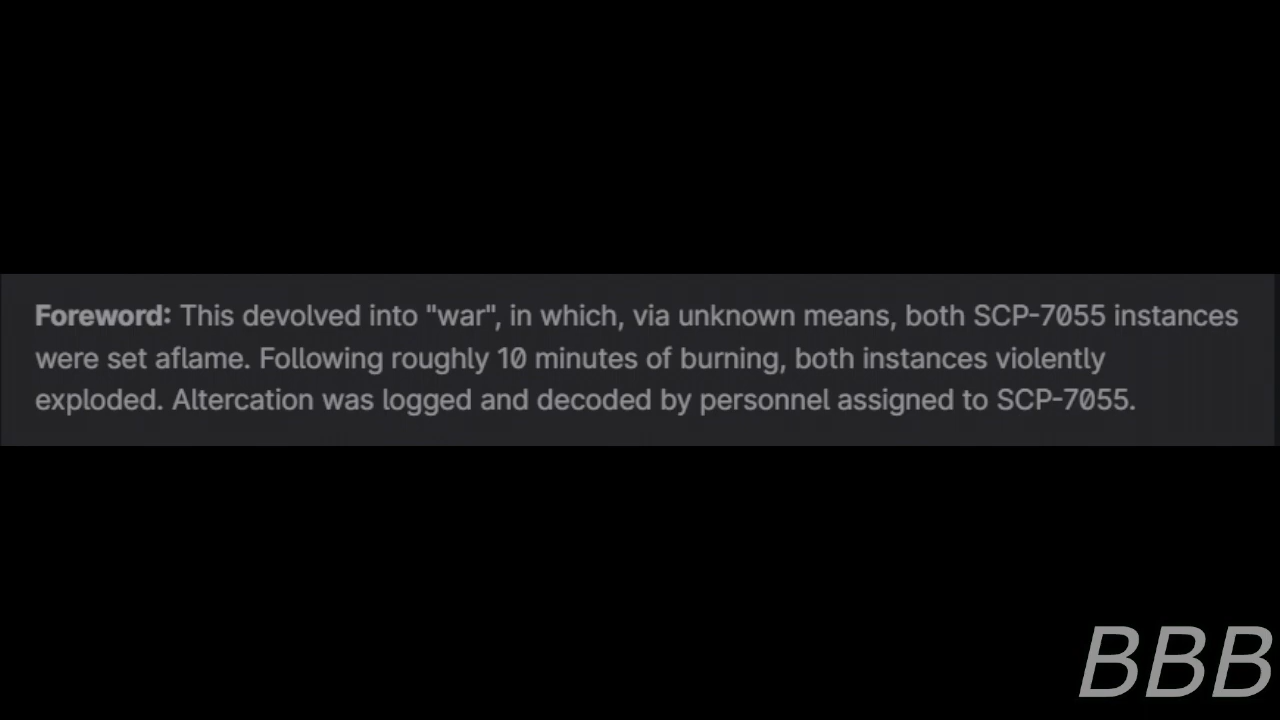 Foreword: This devolved into "war", in which, via unknown means, both SCP-7055 instances
were set aflame. Following roughly 10 minutes of burning, both instances violently
exploded. Altercation was logged and decoded by personnel assigned to SCP-7055.
BBB